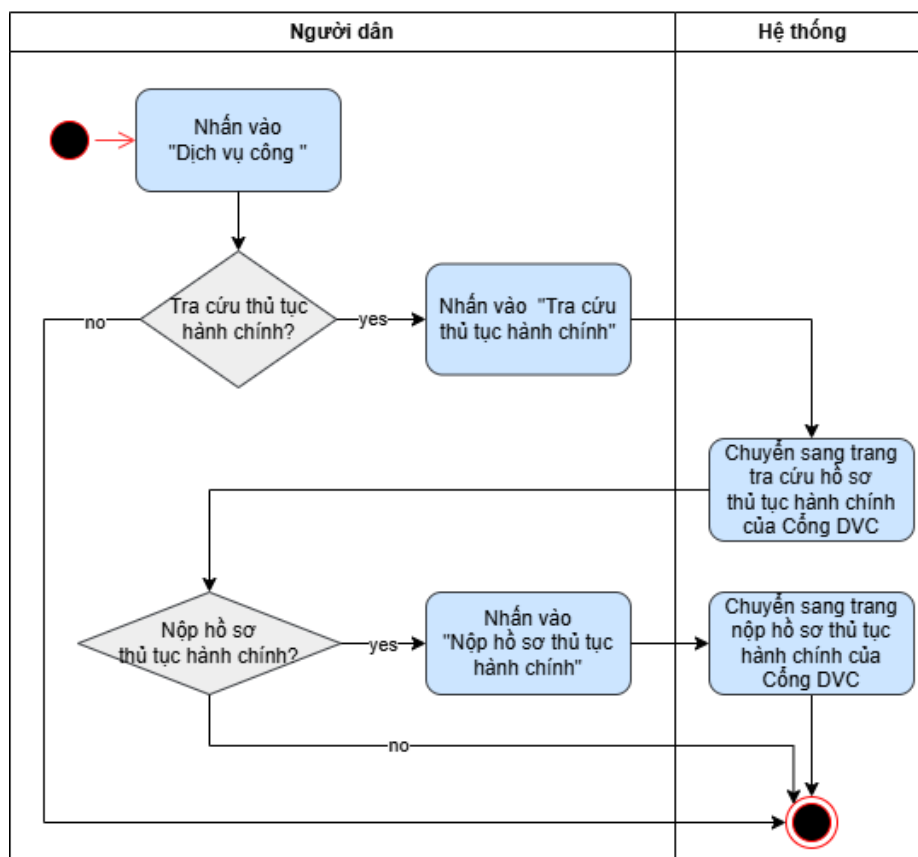 Người dân
Hệ thống
Nhấn vào
"Dịch vụ công "
Tra cứu thủ tục
hành chính?
no
yes
Nhấn vào "Tra cứu
thủ tục hành chính"
Chuyển sang trang
tra cứu hồ sơ
thủ tục hành chính
của Cổng DVC
Nộp hồ sơ
thủ tục hành chính?
yes
Nhấn vào
"Nộp hồ sơ thủ tục
hành chính"
Chuyển sang trang
nộp hồ sơ thủ tục
hành chính của
Cổng DVC
no